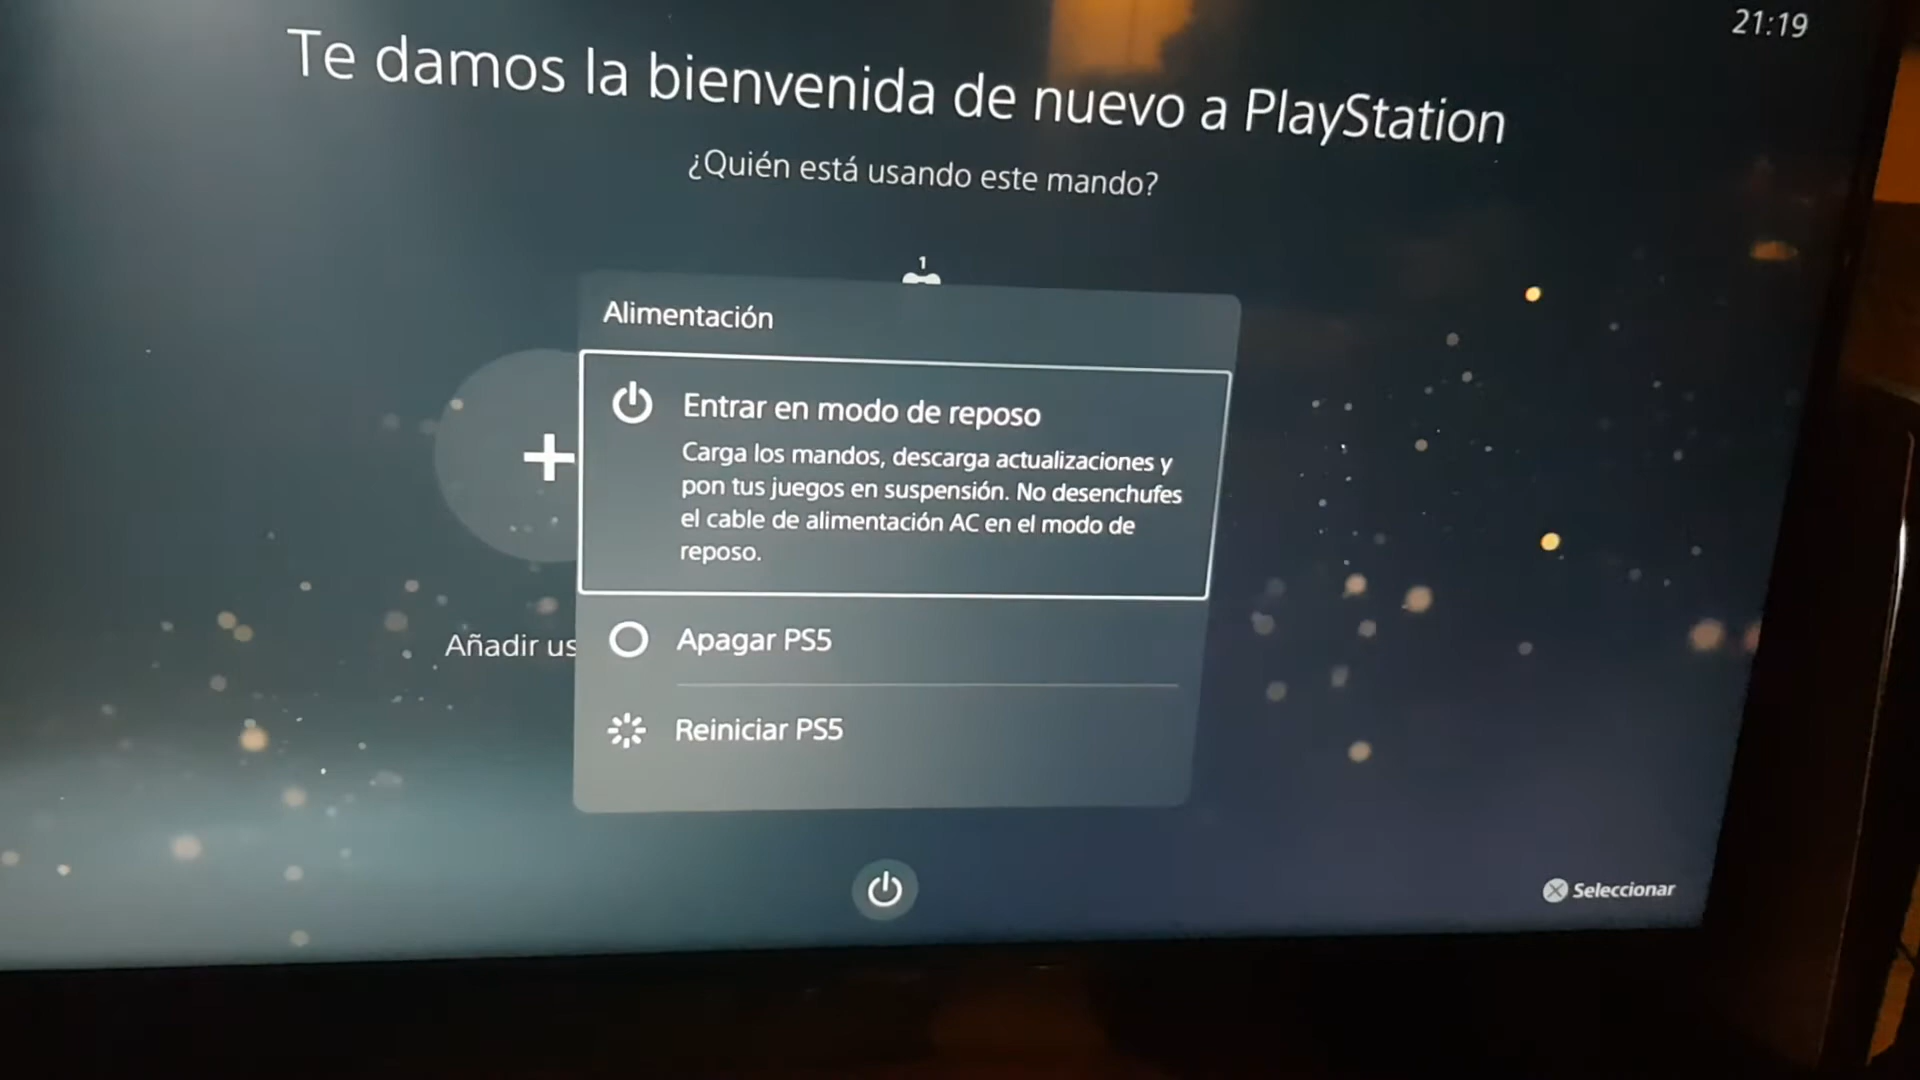 21:19
Te damos la bienvenida de nuevo a PlayStation
¿Quién está usando este mando?
1
Alimentación
Entrar en modo de reposo
Carga los mandos, descarga actualizaciones y
pon tus juegos en suspensión. No desenchufes
el cable de alimentación AC en el modo de
reposo.
Añadir us
Apagar PS5
Reiniciar PS5
Seleccionar